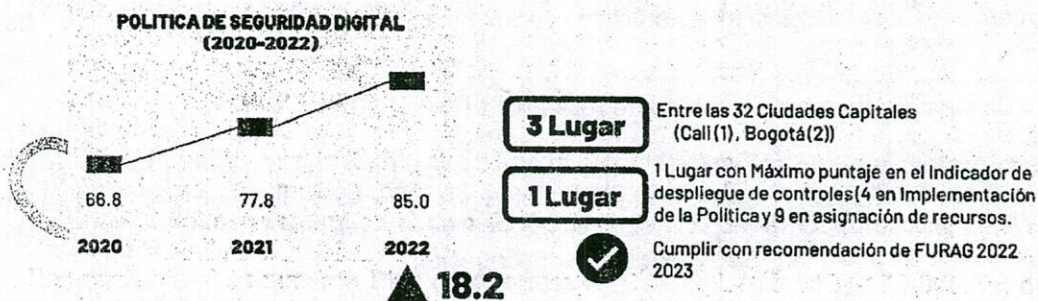 POLITICA DE SEGURIDAD DIGITAL
(2020-2022)
66.8
77.8
85.0
2020
2021
2022
18.2
3 Lugar
Entre las 32 Ciudades Capitales
(Cali (1), Bogotá (2))
1 Lugar
1 Lugar con Máximo puntaje en el Indicador de
despliegue de controles(4 en Implementación
de la Política y 9 en asignación de recursos.
Cumplir con recomendación de FURAG 2022
2023